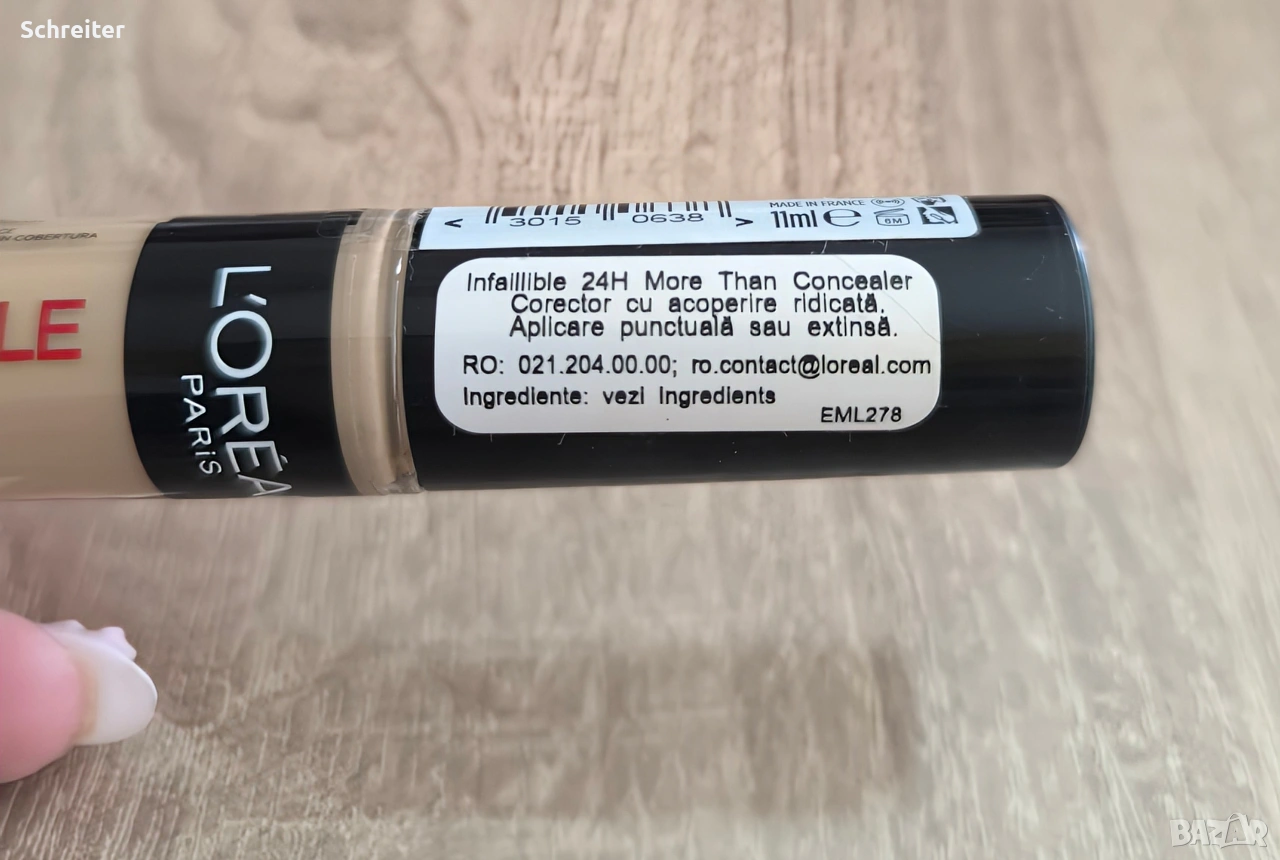 Schreiter
N COBERTURA
LE
L'ORÉA
PARiS
< 3015 0638 >
MADE IN FRANCE
11ml ℮
6M
Infaillible 24H More Than Concealer
Corector cu acoperire ridicată.
Aplicare punctuală sau extinsă.
RO: 021.204.00.00; ro.contact@loreal.com
Ingrediente: vezi Ingredients
EML278
BAZAR